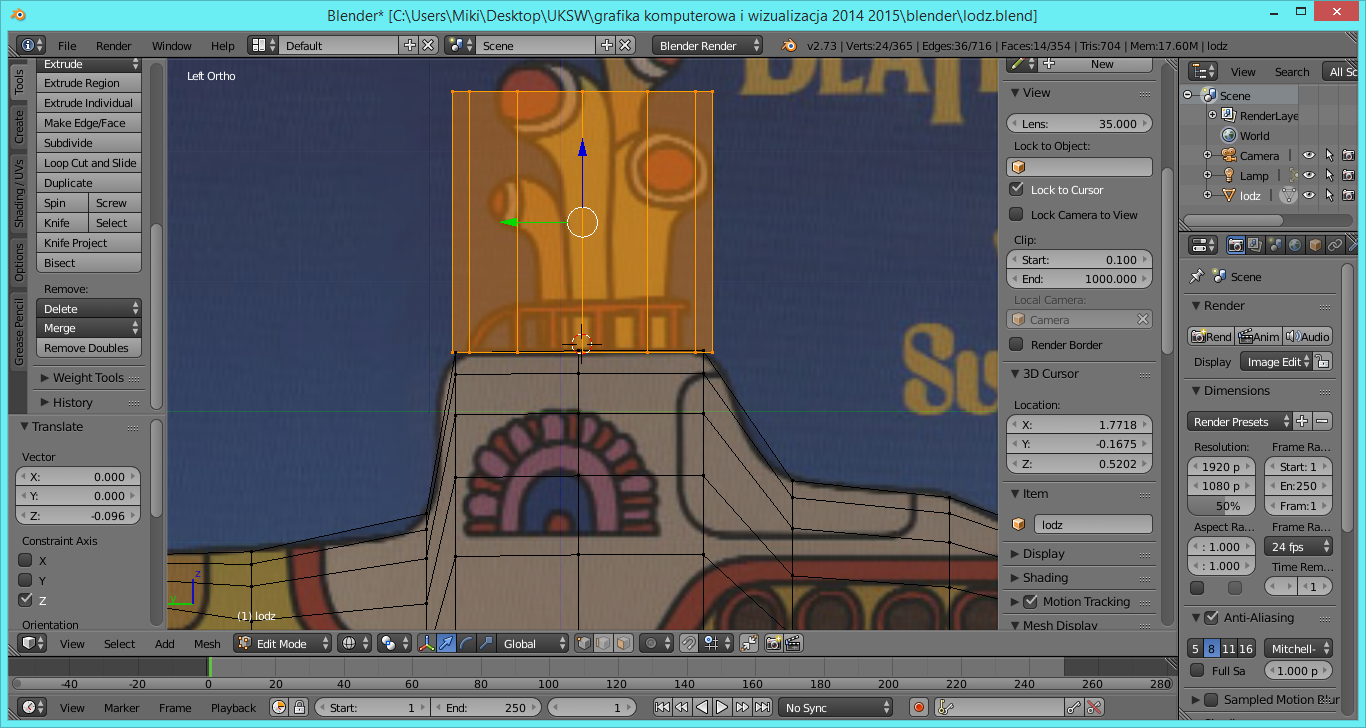 Blender* [C:\Users\Miki\Desktop\UKSW\grafika komputerowa i wizualizacja 2014 2015\blender\lodz.blend]
File Render Window Help Default Scene Blender Render v2.73 | Verts:24/365 | Edges:36/716 | Faces:14/354 | Tris:704 | Mem:17.60M | lodz
Tools
Create
Shading / UVs
Options
Grease Pencil
Extrude
Extrude Region
Extrude Individual
Make Edge/Face
Subdivide
Loop Cut and Slide
Duplicate
Spin Screw
Knife Select
Knife Project
Bisect
Remove:
Delete
Merge
Remove Doubles
Weight Tools
History
Translate
Vector
X: 0.000
Y: 0.000
Z: -0.096
Constraint Axis
X
Y
Z
Orientation
Left Ortho
z
y
(1) lodz
New
View
Lens: 35.000
Lock to Object:
Lock to Cursor
Lock Camera to View
Clip:
Start: 0.100
End: 1000.000
Local Camera:
Camera
Render Border
3D Cursor
Location:
X: 1.7718
Y: -0.1675
Z: 0.5202
Item
lodz
Display
Shading
Motion Tracking
Mesh Display
View Search All Sc
Scene
RenderLaye
World
Camera
Lamp
lodz
Scene
Render
Rend Anim Audio
Display Image Edit
Dimensions
Render Presets
Resolution: Frame Ra...
1920 p Start: 1
1080 p En:250
50% Fram:1
Aspect Ra... Frame Ra...
: 1.000 24 fps
: 1.000 Time Rem...
1
Anti-Aliasing
5 8 11 16 Mitchell-
Full Sa 1.000 p
Sampled Motion Blur
View Select Add Mesh Edit Mode Global
-40 -20 0 20 40 60 80 100 120 140 160 180 200 220 240 260 280
View Marker Frame Playback Start: 1 End: 250 1 No Sync